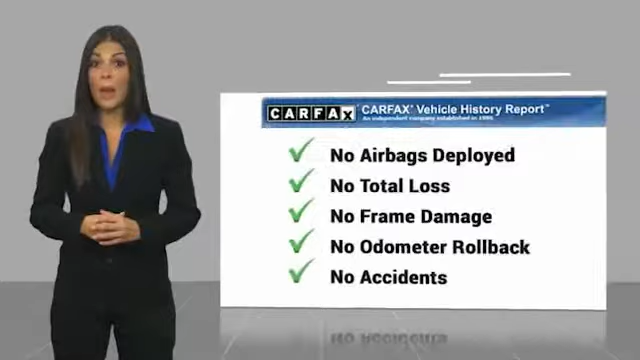 CARFAX CARFAX Vehicle History Report™
An independent company established in 1986
No Airbags Deployed
No Total Loss
No Frame Damage
No Odometer Rollback
No Accidents